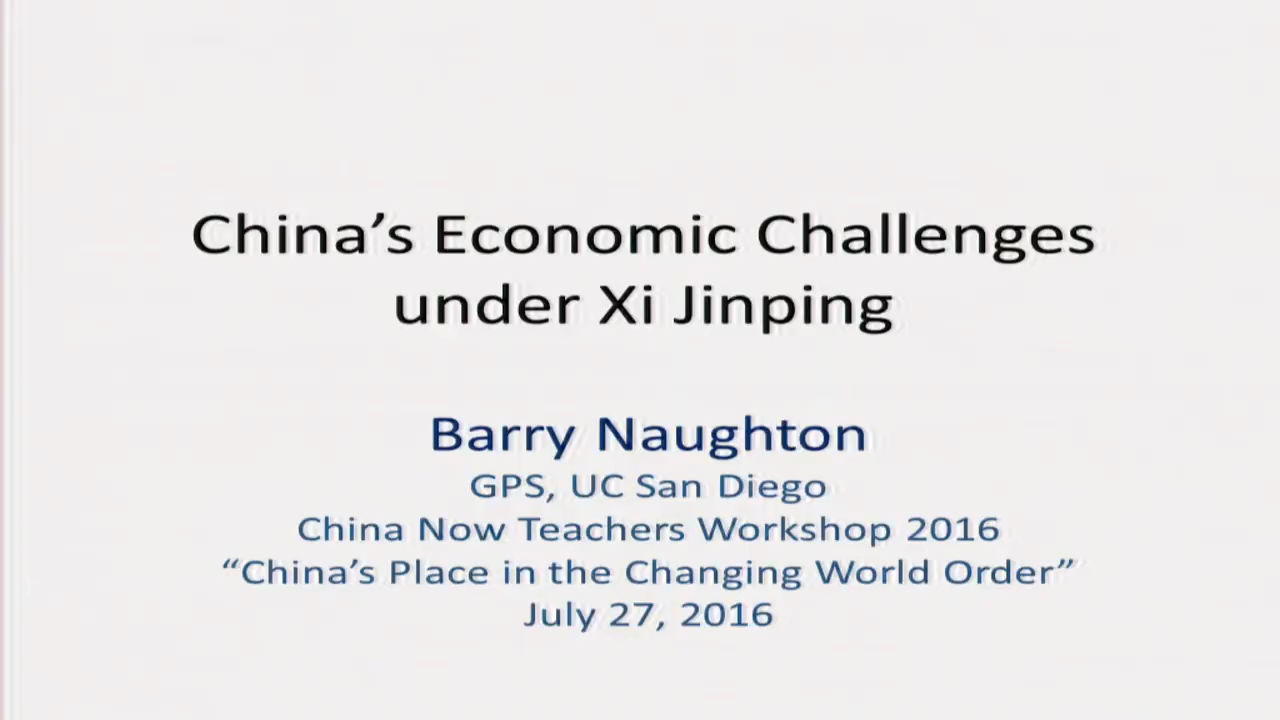 China’s Economic Challenges
under Xi Jinping
Barry Naughton
GPS, UC San Diego
China Now Teachers Workshop 2016
“China’s Place in the Changing World Order”
July 27, 2016